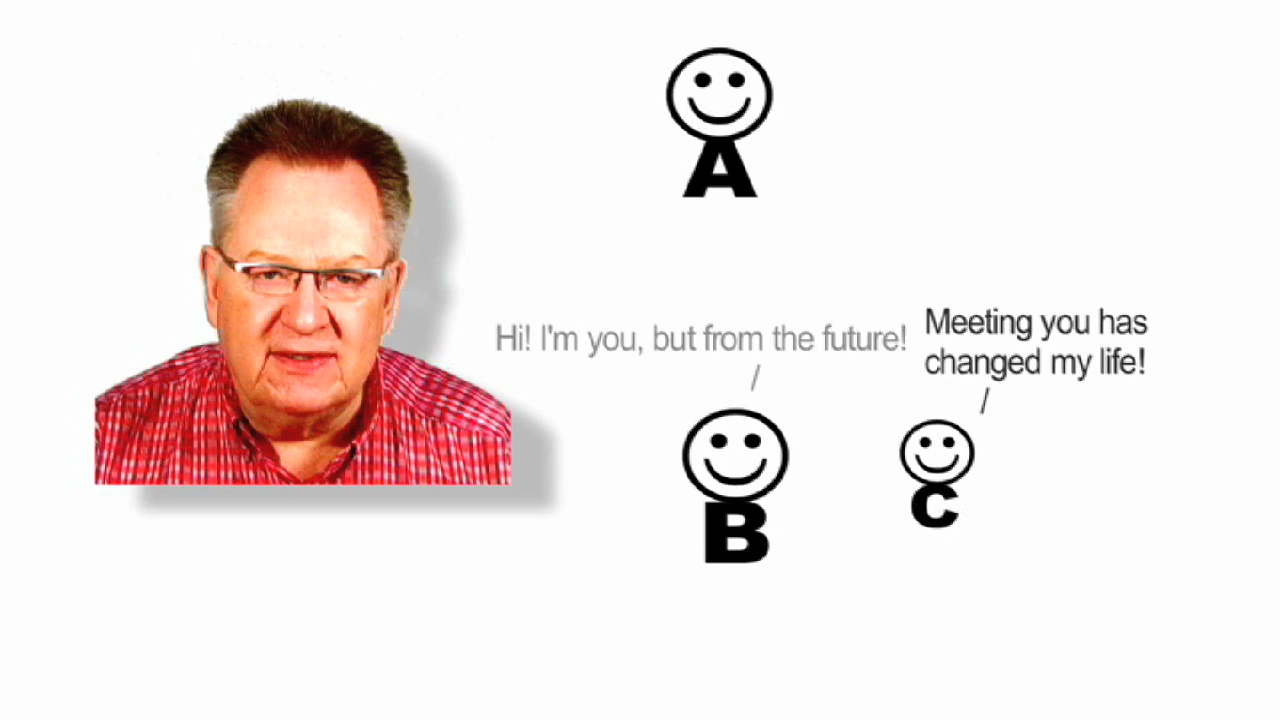 A
Hi! I'm you, but from the future!
Meeting you has
changed my life!
B
C